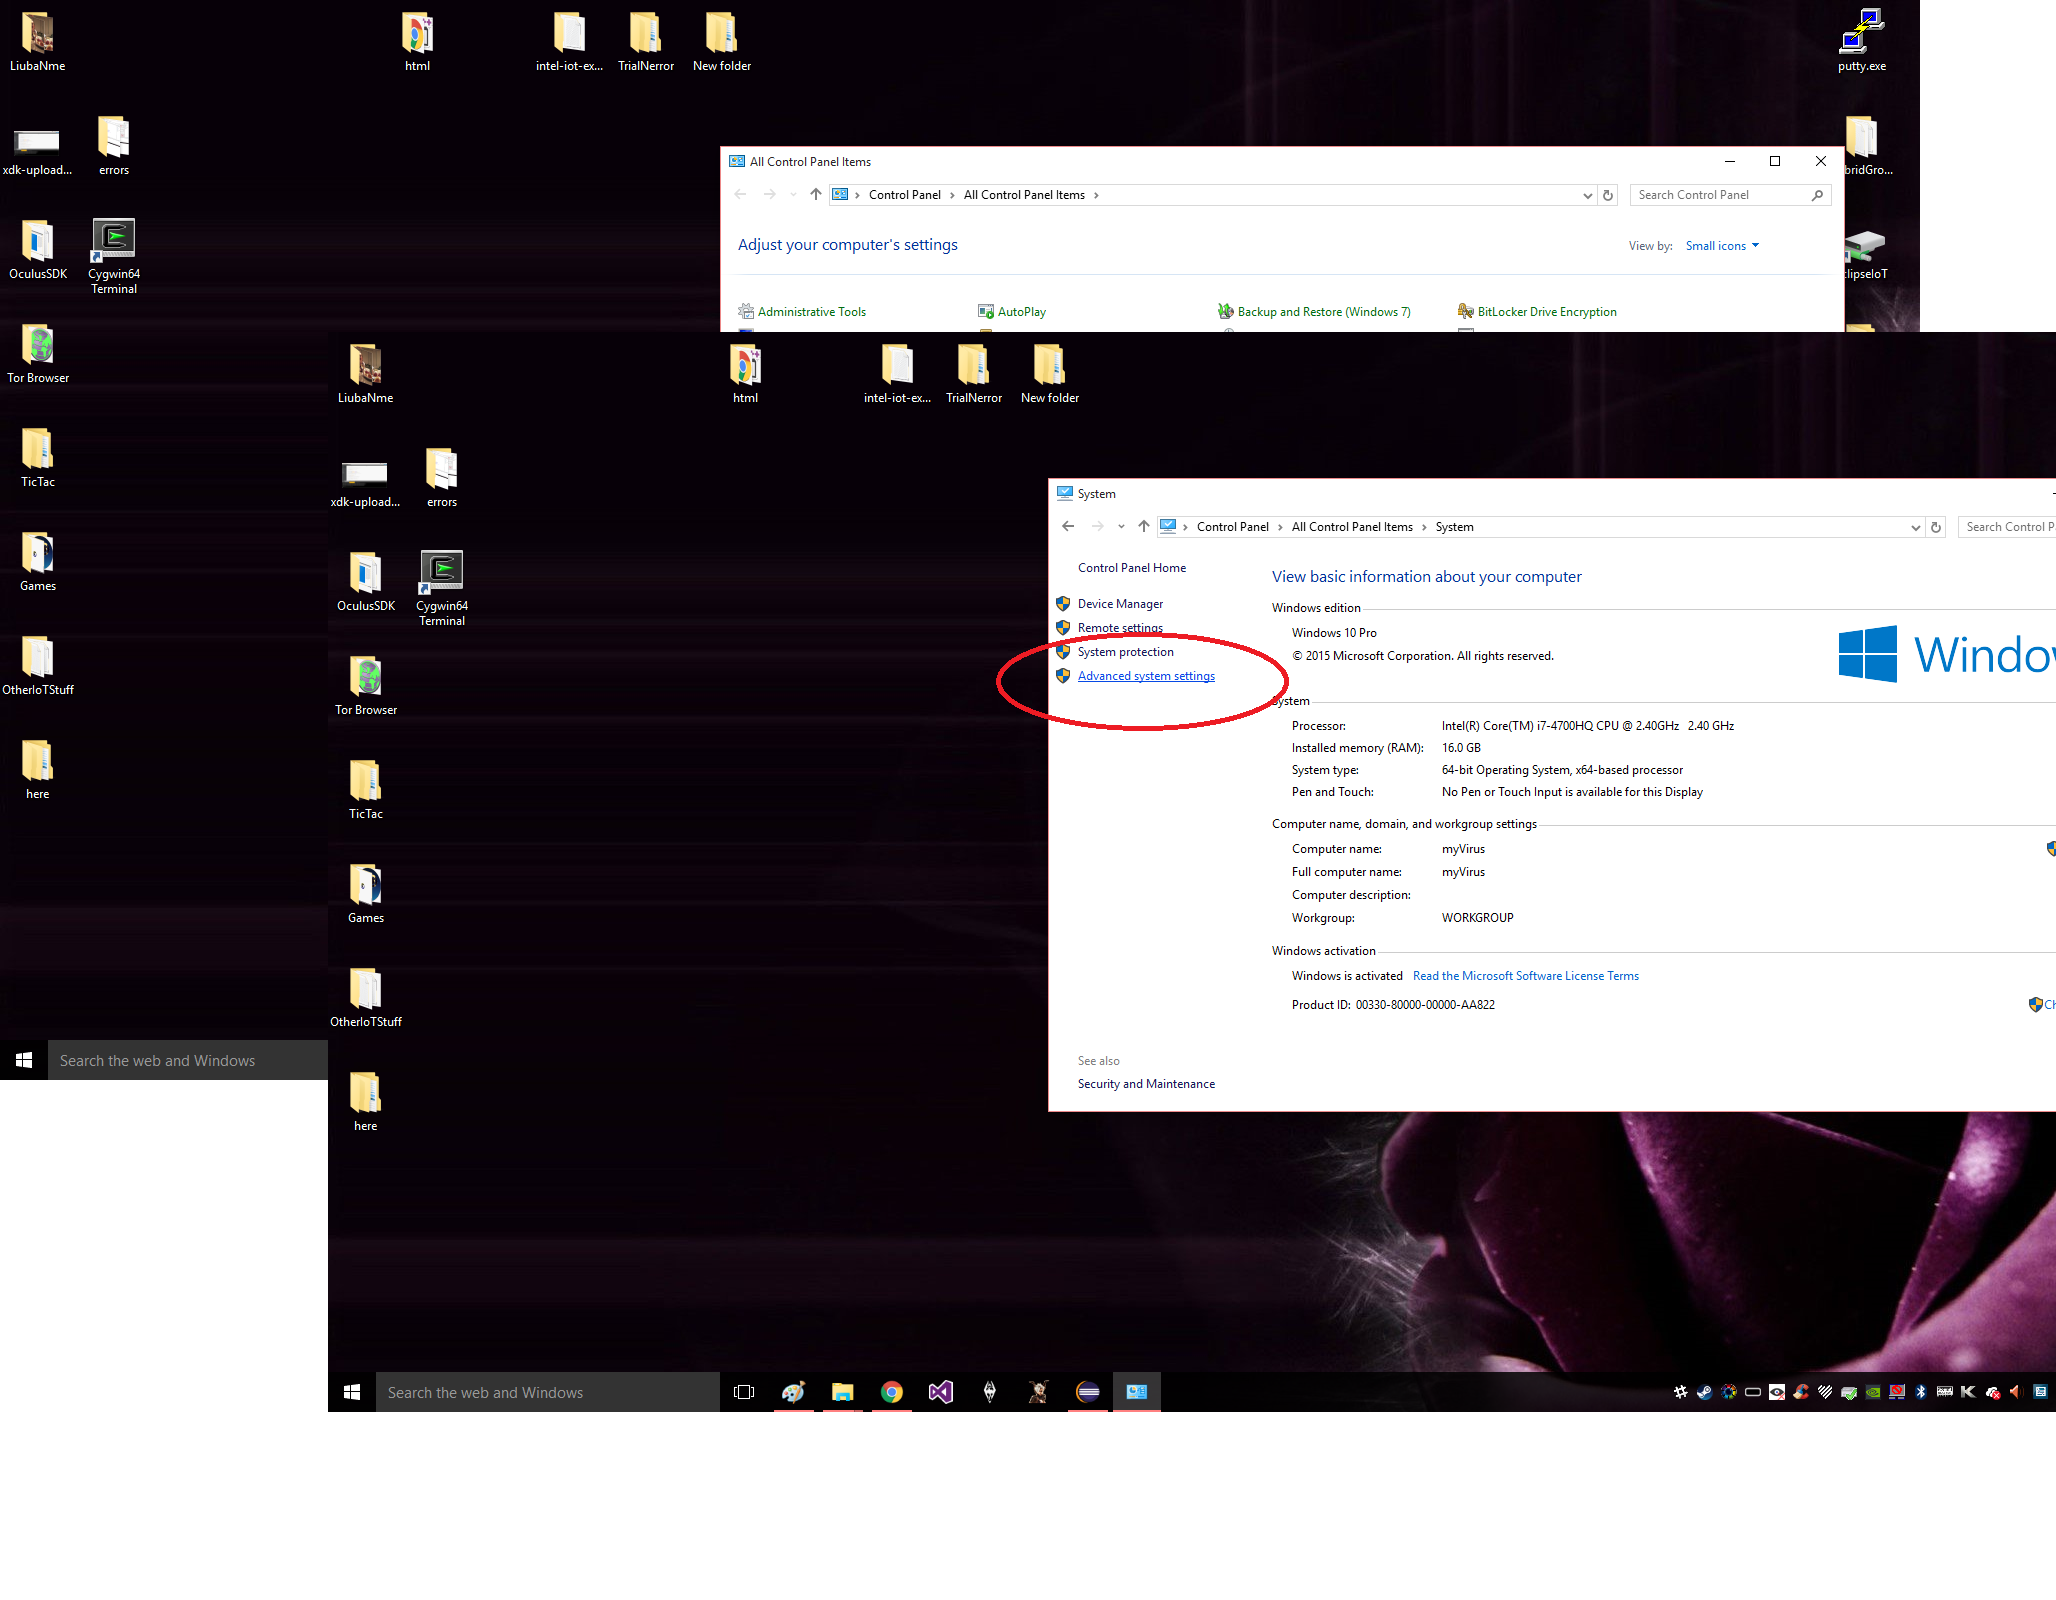 LiubaNme
html
intel-iot-ex...
TrialNerror
New folder
putty.exe
xdk-upload...
errors
bridGro...
OculusSDK
Cygwin64
Terminal
clipseIoT
Tor Browser
TicTac
Games
OtherIoTStuff
here
Search the web and Windows
All Control Panel Items
Control Panel
All Control Panel Items
Search Control Panel
Adjust your computer's settings
View by: Small icons
Administrative Tools
AutoPlay
Backup and Restore (Windows 7)
BitLocker Drive Encryption
LiubaNme
html
intel-iot-ex...
TrialNerror
New folder
xdk-upload...
errors
OculusSDK
Cygwin64
Terminal
Tor Browser
TicTac
Games
OtherIoTStuff
here
System
Control Panel
All Control Panel Items
System
Search Control P
Control Panel Home
Device Manager
Remote settings
System protection
Advanced system settings
See also
Security and Maintenance
View basic information about your computer
Windows edition
Windows 10 Pro
© 2015 Microsoft Corporation. All rights reserved.
Windo
System
Processor: Intel(R) Core(TM) i7-4700HQ CPU @ 2.40GHz 2.40 GHz
Installed memory (RAM): 16.0 GB
System type: 64-bit Operating System, x64-based processor
Pen and Touch: No Pen or Touch Input is available for this Display
Computer name, domain, and workgroup settings
Computer name: myVirus
Full computer name: myVirus
Computer description:
Workgroup: WORKGROUP
Windows activation
Windows is activated Read the Microsoft Software License Terms
Product ID: 00330-80000-00000-AA822
Ch
Search the web and Windows